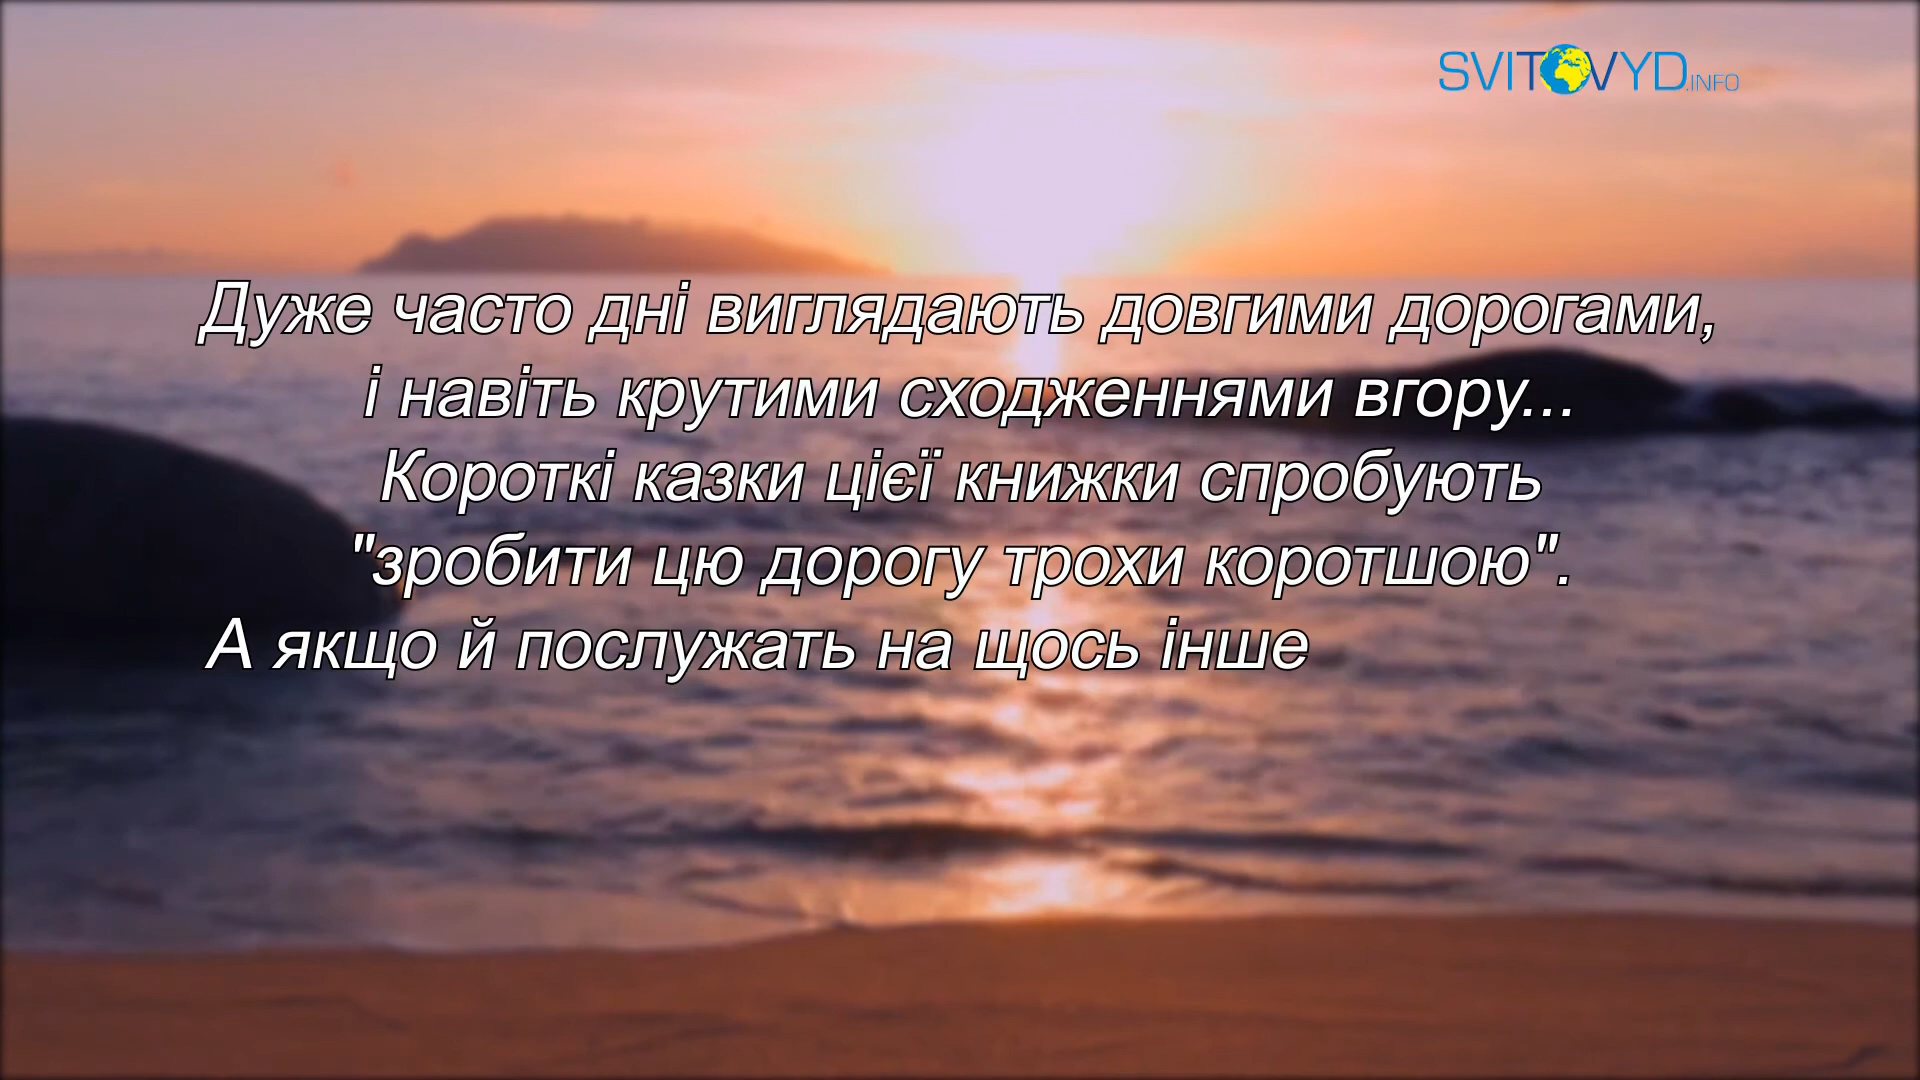 SVITOVYD.INFO
Дуже часто дні виглядають довгими дорогами,
і навіть крутими сходженнями вгору...
Короткі казки цієї книжки спробують
"зробити цю дорогу трохи коротшою".
А якщо й послужать на щось інше